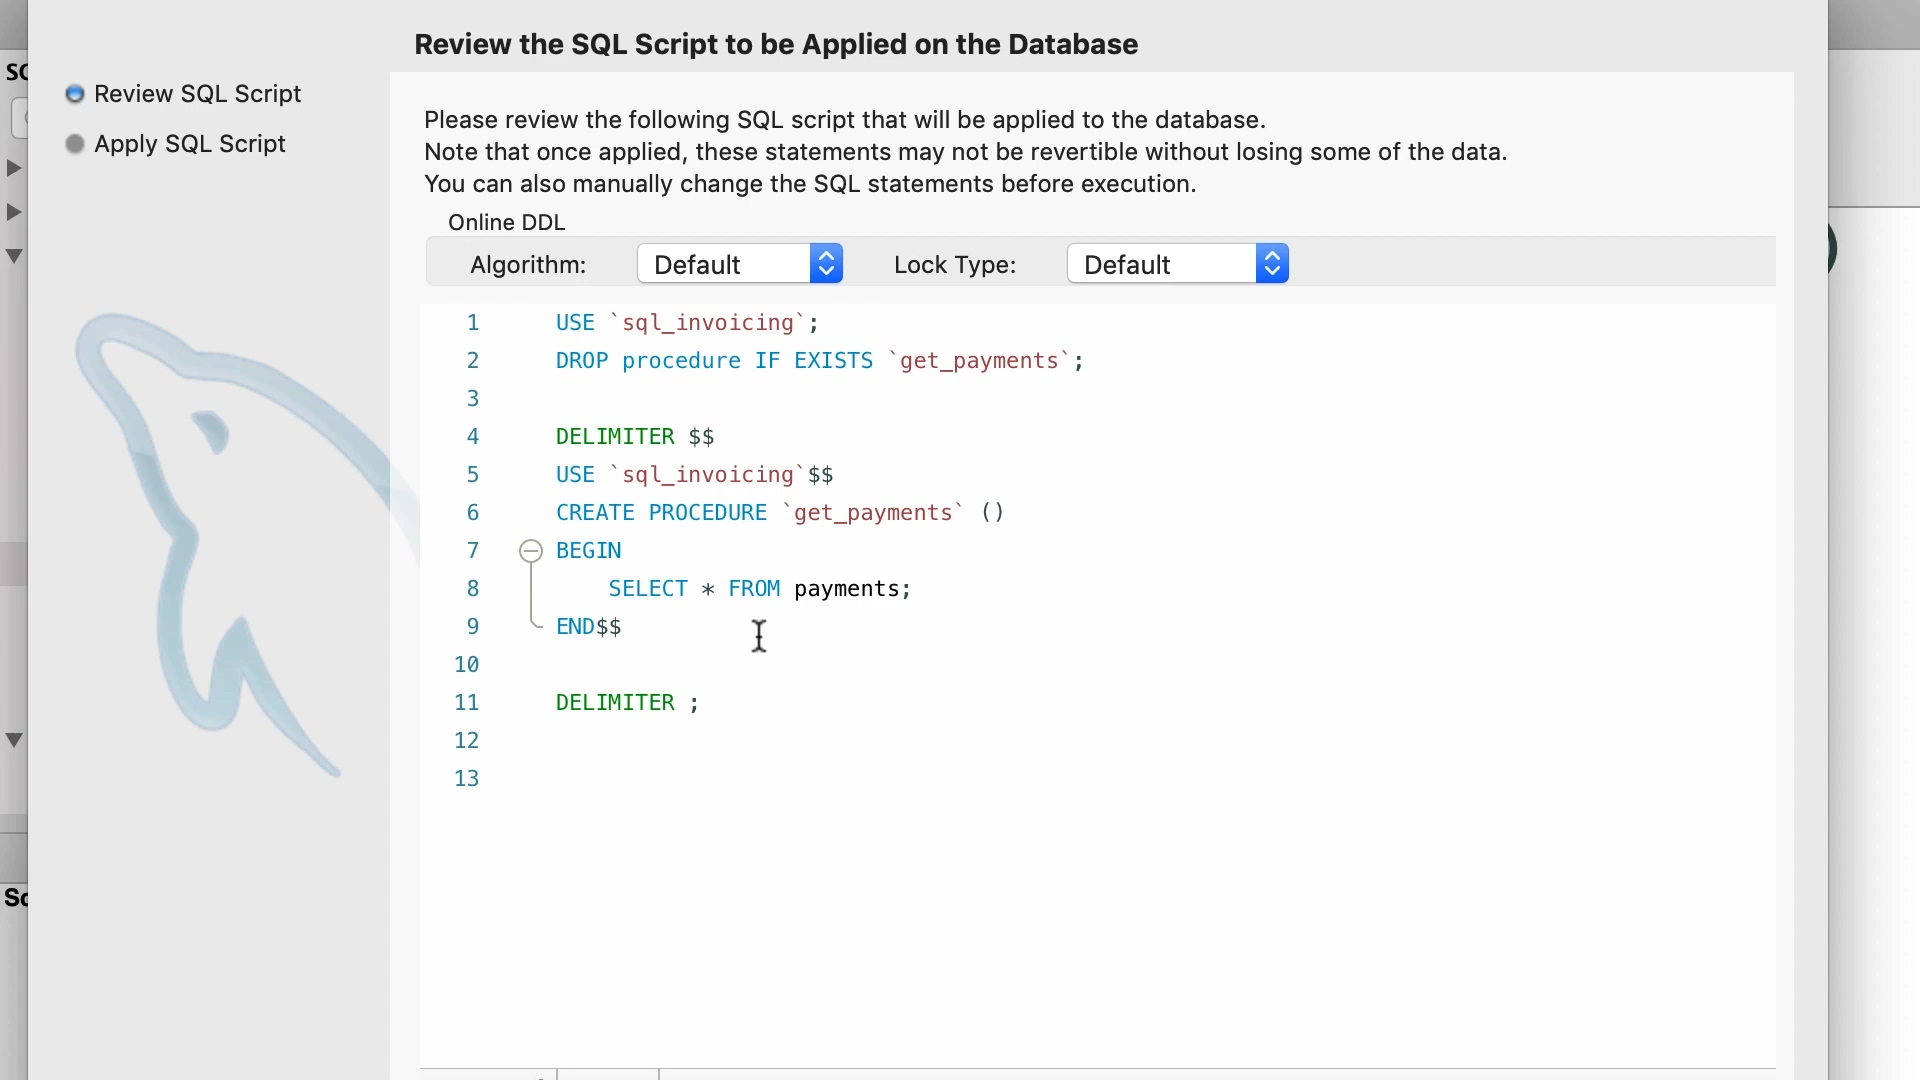 Review the SQL Script to be Applied on the Database
Review SQL Script
Apply SQL Script
Please review the following SQL script that will be applied to the database.
Note that once applied, these statements may not be revertible without losing some of the data.
You can also manually change the SQL statements before execution.
Online DDL
Algorithm: Default Lock Type: Default
1 USE `sql_invoicing`;
2 DROP procedure IF EXISTS `get_payments`;
3
4 DELIMITER $$
5 USE `sql_invoicing`$$
6 CREATE PROCEDURE `get_payments` ()
7 BEGIN
8 SELECT * FROM payments;
9 END$$
10
11 DELIMITER ;
12
13